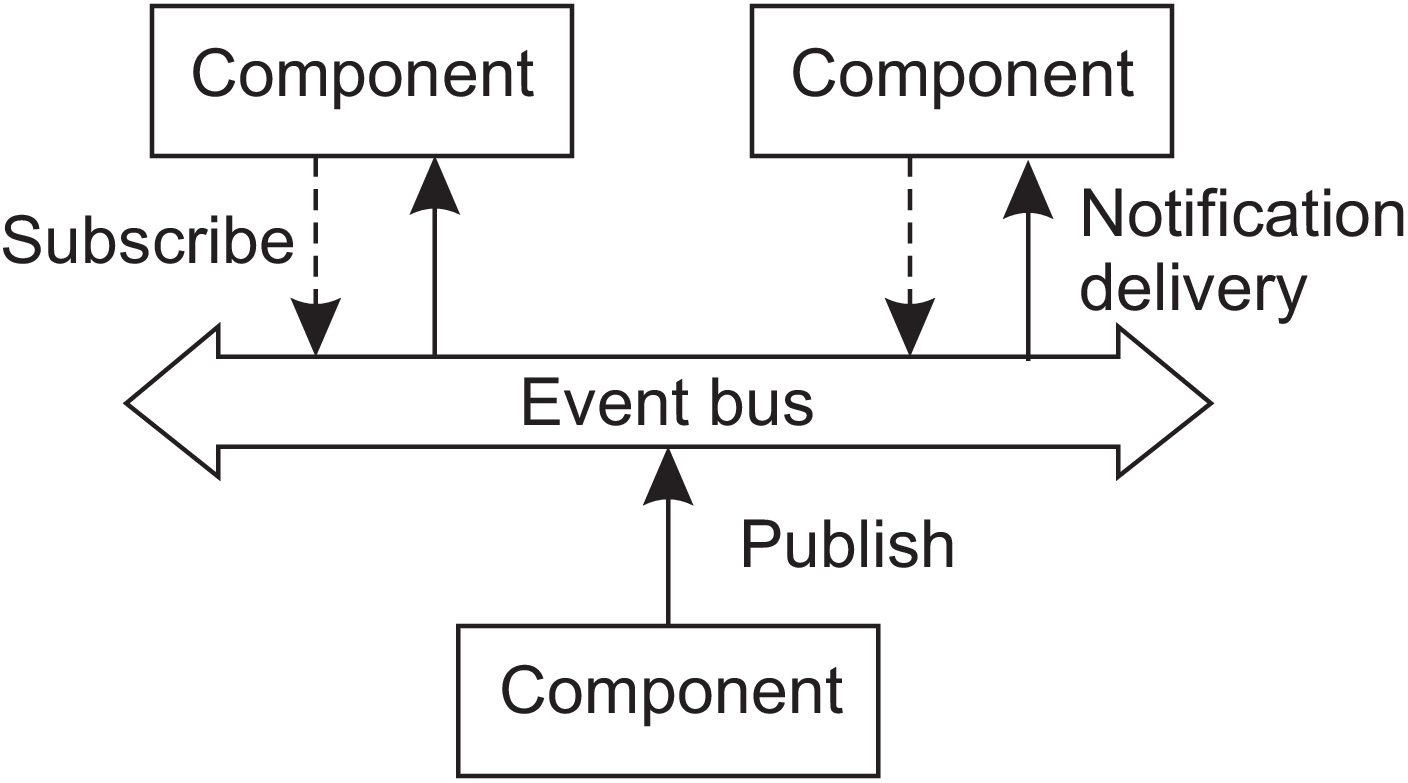 Component
Component
Subscribe
Notification
delivery
Event bus
Publish
Component